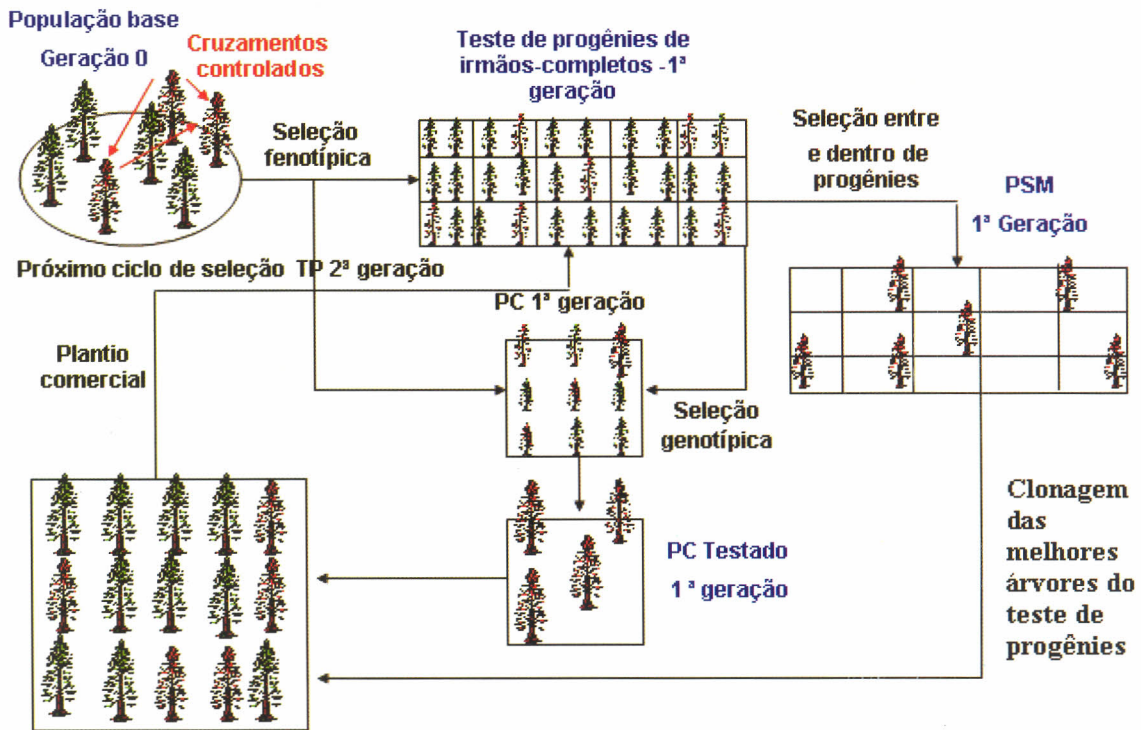 População base
Geração 0
Cruzamentos
controlados
Seleção
fenotípica
Teste de progênies de
irmãos-completos -1ª
geração
Seleção entre
e dentro de
progênies
PSM
1ª Geração
Próximo ciclo de seleção TP 2ª geração
PC 1ª geração
Plantio
comercial
Seleção
genotípica
PC Testado
1 ª geração
Clonagem
das
melhores
árvores do
teste de
progênies